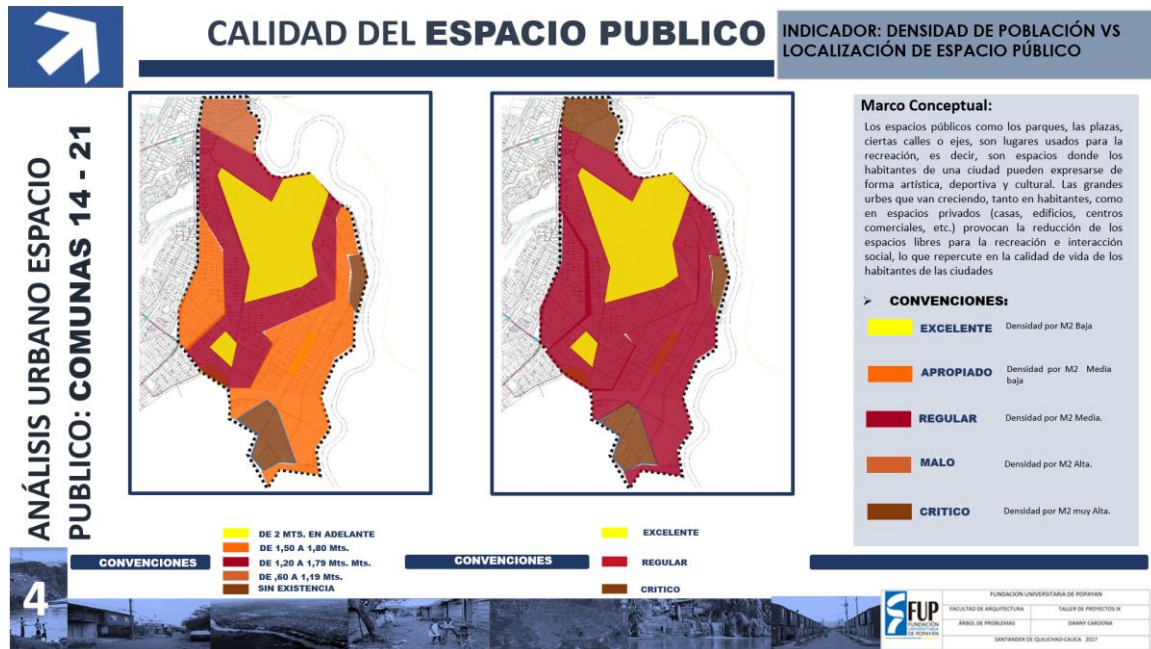 CALIDAD DEL ESPACIO PUBLICO
INDICADOR: DENSIDAD DE POBLACIÓN VS
LOCALIZACIÓN DE ESPACIO PÚBLICO
ANÁLISIS URBANO ESPACIO
PUBLICO: COMUNAS 14 - 21
Marco Conceptual:
Los espacios públicos como los parques, las plazas,
ciertas calles o ejes, son lugares usados para la
recreación, es decir, son espacios donde los
habitantes de una ciudad pueden expresarse de
forma artística, deportiva y cultural. Las grandes
urbes que van creciendo, tanto en habitantes, como
en espacios privados (casas, edificios, centros
comerciales, etc.) provocan la reducción de los
espacios libres para la recreación e interacción
social, lo que repercute en la calidad de vida de los
habitantes de las ciudades
➢ CONVENCIONES:
EXCELENTE Densidad por M2 Baja
APROPIADO Densidad por M2 Media
baja
REGULAR Densidad por M2 Media.
MALO Densidad por M2 Alta.
CRITICO Densidad por M2 muy Alta.
CONVENCIONES
DE 2 MTS. EN ADELANTE
DE 1,50 A 1,80 Mts.
DE 1,20 A 1,79 Mts. Mts.
DE ,60 A 1,19 Mts.
SIN EXISTENCIA
CONVENCIONES
EXCELENTE
REGULAR
CRITICO
4
FUP
FUNDACIÓN
UNIVERSITARIA
DE POPAYÁN
FUNDACION UNIVERSITARIA DE POPAYAN
FACULTAD DE ARQUITECTURA TALLER DE PROYECTOS IX
ÁRBOL DE PROBLEMAS DANNY CARDONA
SANTANDER DE QUILICHAO-CAUCA 2017